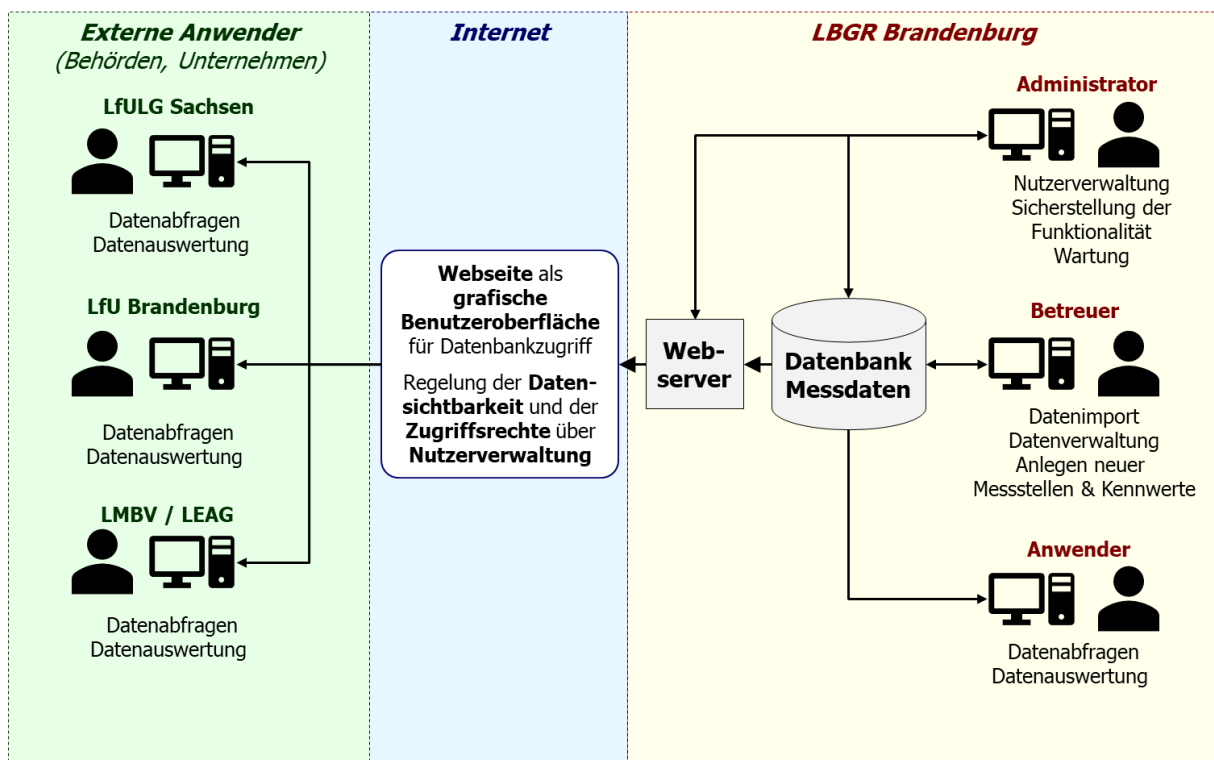 Externe Anwender
(Behörden, Unternehmen)
LfULG Sachsen
Datenabfragen
Datenauswertung
LfU Brandenburg
Datenabfragen
Datenauswertung
LMBV / LEAG
Datenabfragen
Datenauswertung
Internet
Webseite als
grafische
Benutzeroberfläche
für Datenbankzugriff
Regelung der Daten-
sichtbarkeit und der
Zugriffsrechte über
Nutzerverwaltung
LBGR Brandenburg
Web-
server
Datenbank
Messdaten
Administrator
Nutzerverwaltung
Sicherstellung der
Funktionalität
Wartung
Betreuer
Datenimport
Datenverwaltung
Anlegen neuer
Messstellen & Kennwerte
Anwender
Datenabfragen
Datenauswertung